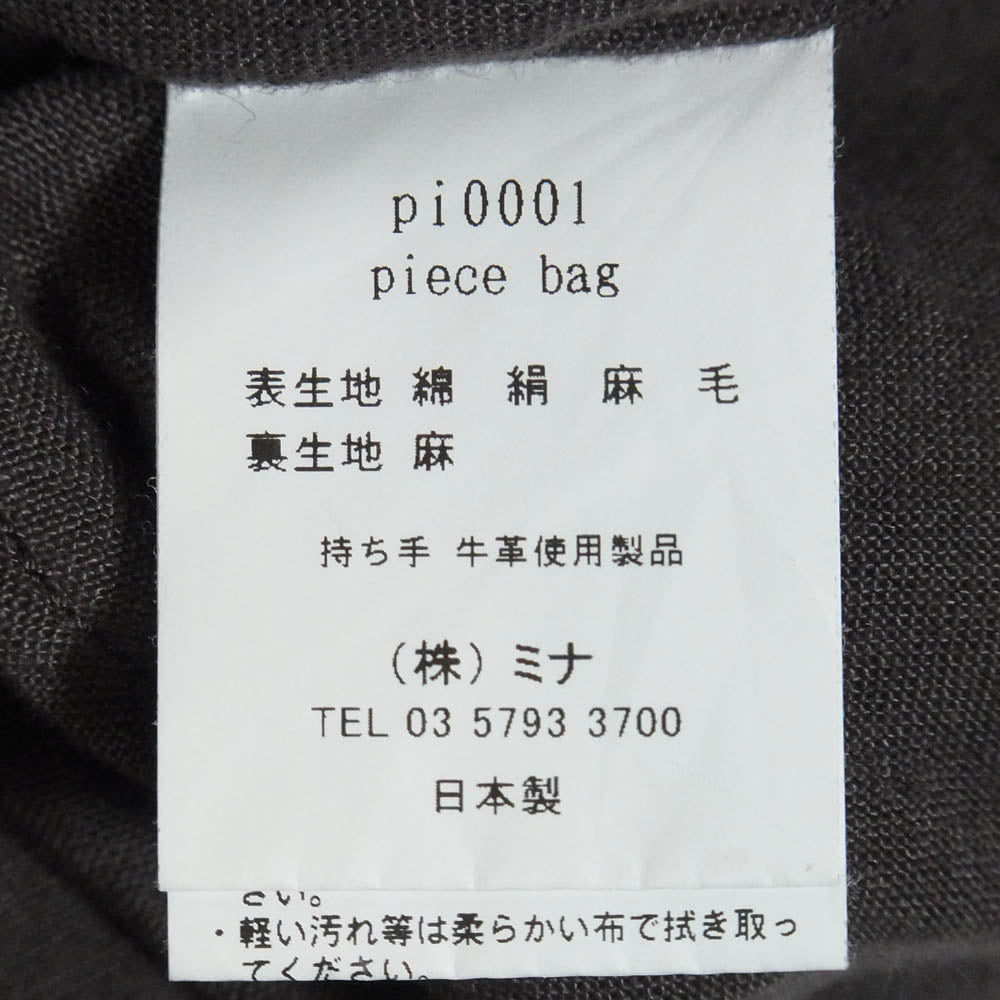 pi0001
piece bag
表生地 綿 絹 麻 毛
裏生地 麻
持ち手 牛革使用製品
（株）ミナ
TEL 03 5793 3700
日本製
さい。
・軽い汚れ等は柔らかい布で拭き取っ
てください。